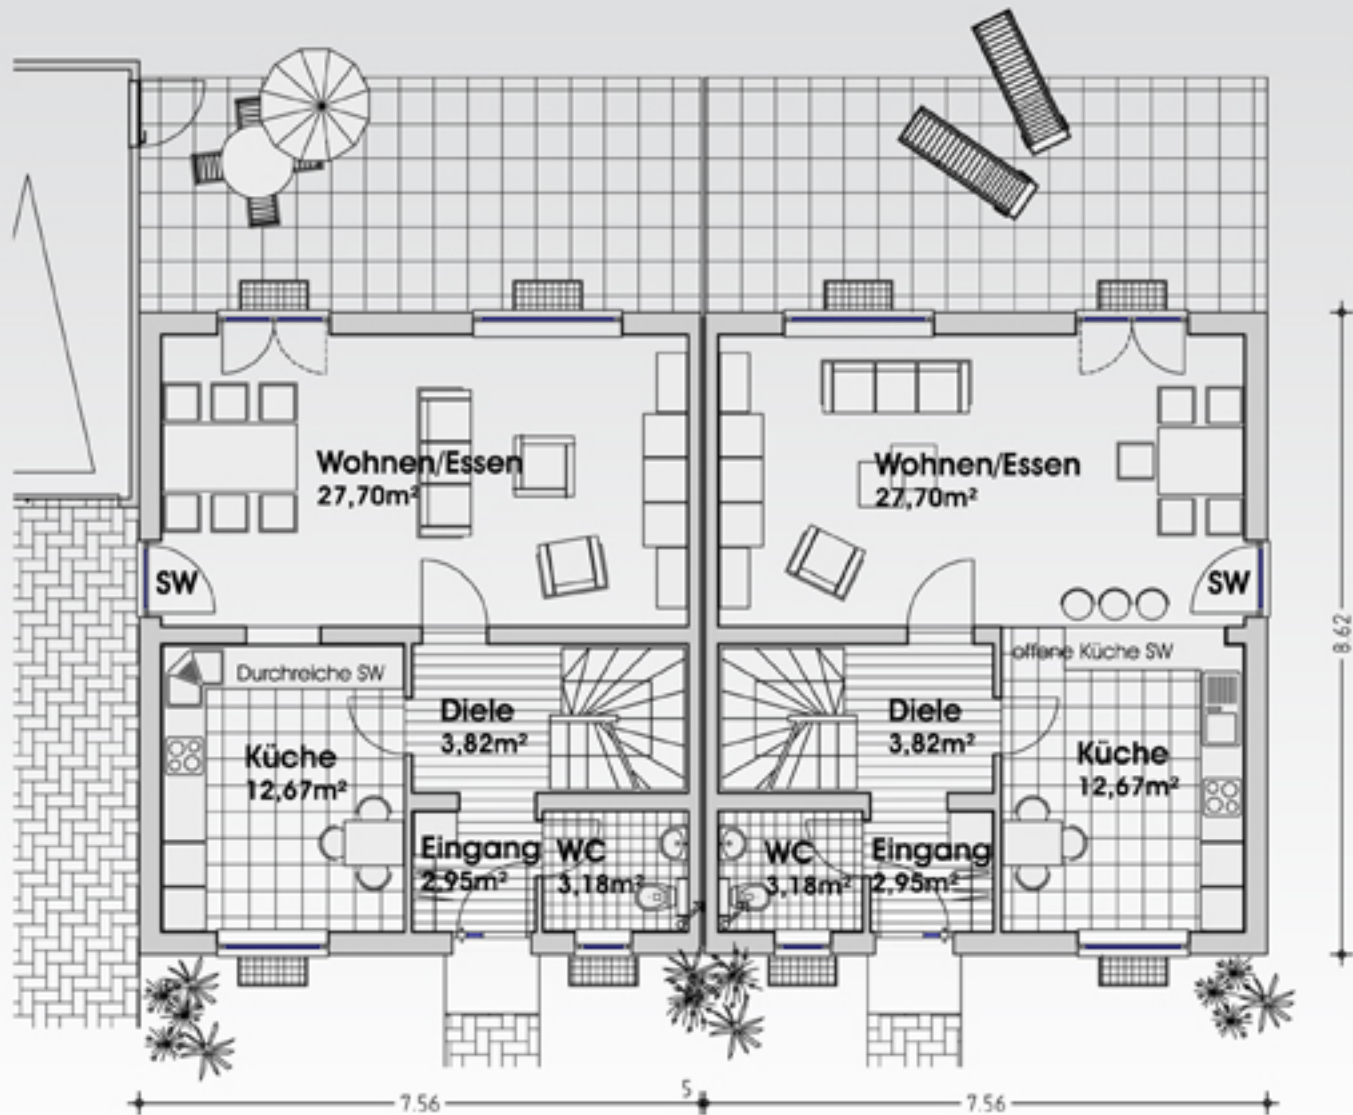 Wohnen/Essen
27,70m²
SW
Durchreiche SW
Diele
3,82m²
Küche
12,67m²
Eingang
2,95m²
WC
3,18m²
Wohnen/Essen
27,70m²
SW
offene Küche SW
Diele
3,82m²
Küche
12,67m²
WC
3,18m²
Eingang
2,95m²
8.62
7.56
5
7.56